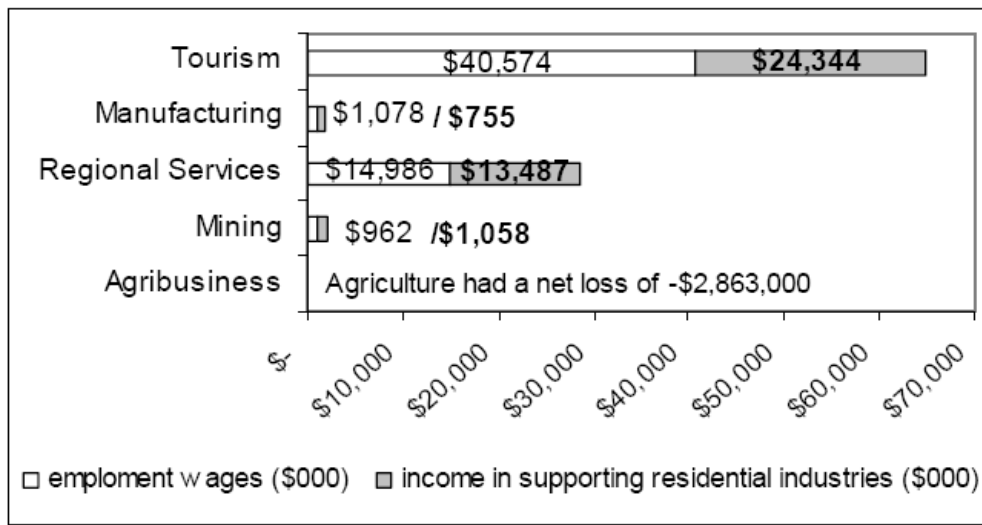 Tourism $40,574 $24,344
Manufacturing $1,078 / $755
Regional Services $14,986 $13,487
Mining $962 /$1,058
Agribusiness Agriculture had a net loss of -$2,863,000
$- $10,000 $20,000 $30,000 $40,000 $50,000 $60,000 $70,000
emploment wages ($000) income in supporting residential industries ($000)